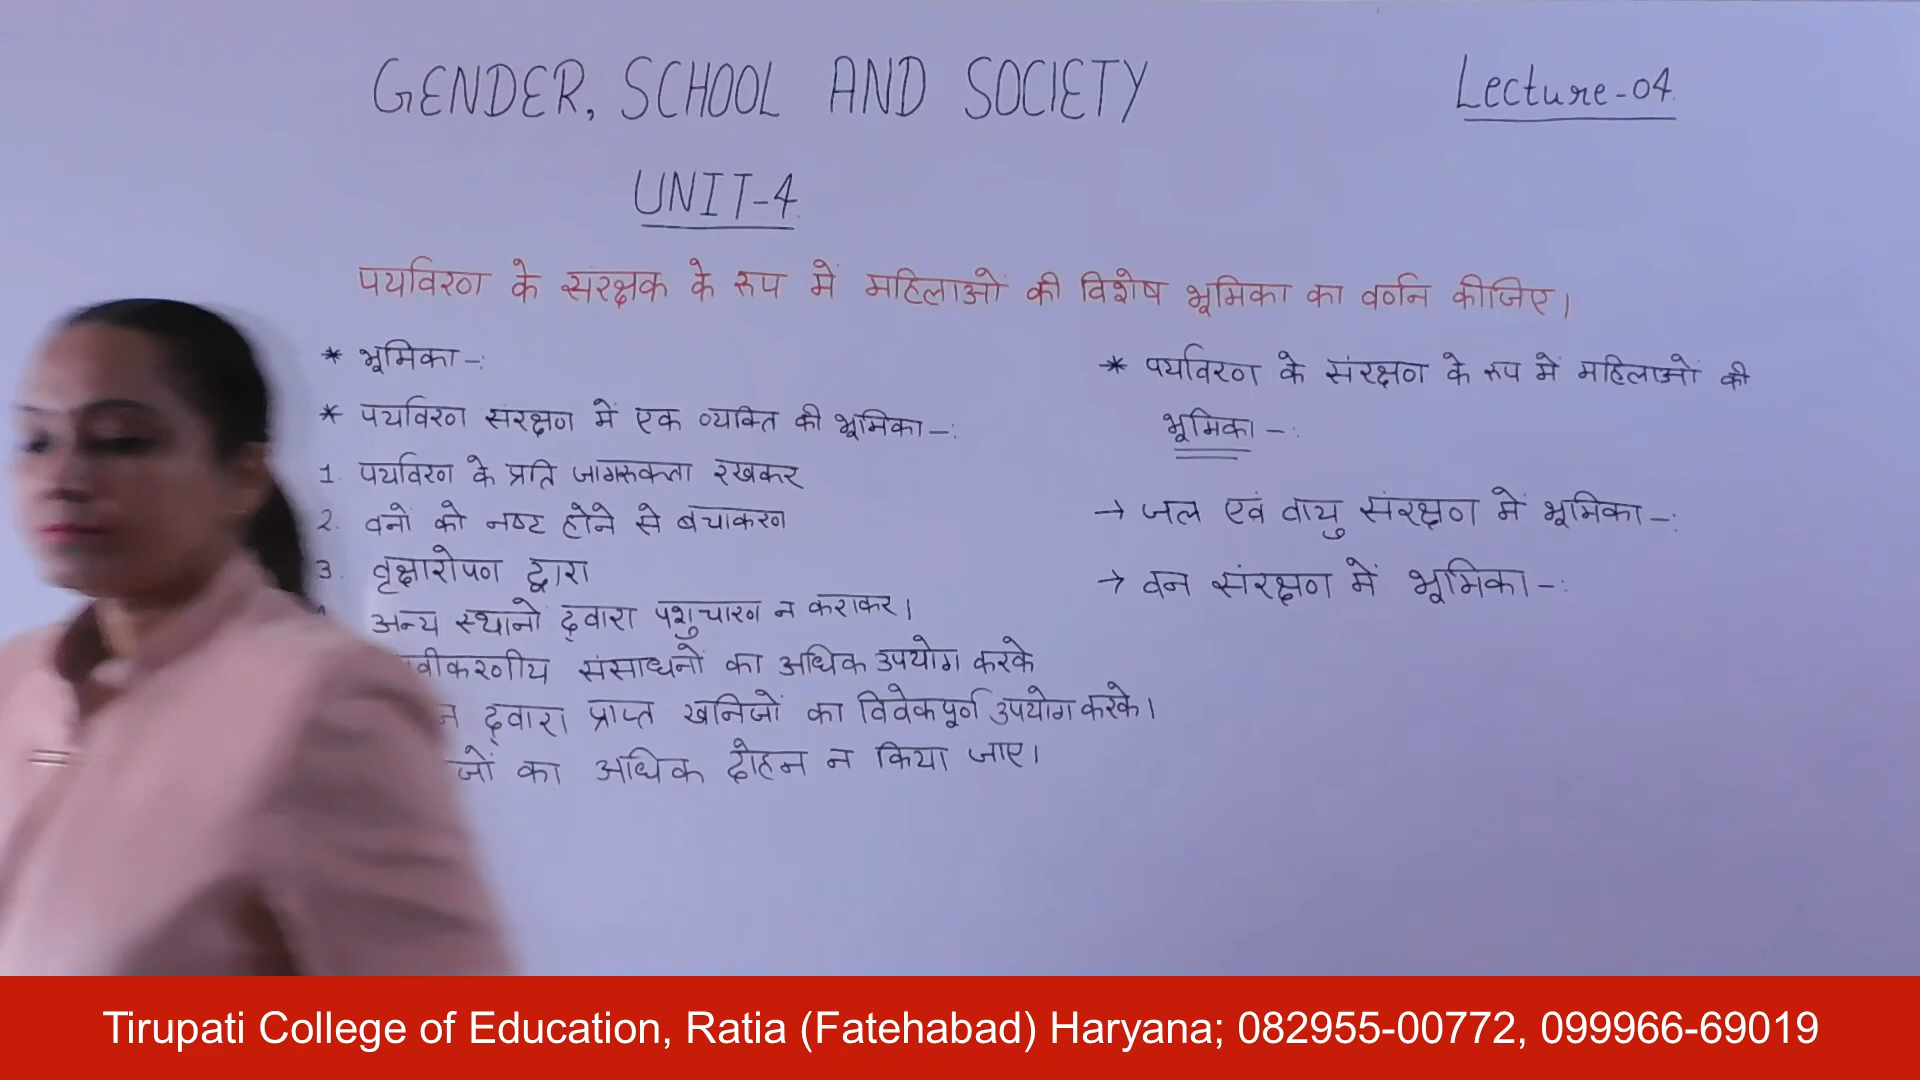 GENDER, SCHOOL AND SOCIETY
Lecture-04.
UNIT-4.
पर्यावरण के संरक्षक के रूप में महिलाओं की विशेष भूमिका का वर्णन कीजिए।
* भूमिका -:
* पर्यावरण संरक्षण में एक व्यक्ति की भूमिका -:
1. पर्यावरण के प्रति जागरूकता रखकर
2. वनों को नष्ट होने से बचाकरण
3. वृक्षारोपण द्वारा
अन्य स्थानों द्वारा पशुचारण न कराकर।
संसाधनों का अधिक उपयोग करके
द्वारा प्राप्त खनिजों का विवेकपूर्ण उपयोग करके।
का अधिक दोहन न किया जाए।
* पर्यावरण के संरक्षण के रूप में महिलाओं की
भूमिका -:
→ जल एवं वायु संरक्षण में भूमिका -:
→ वन संरक्षण में भूमिका -:
Tirupati College of Education, Ratia (Fatehabad) Haryana; 082955-00772, 099966-69019